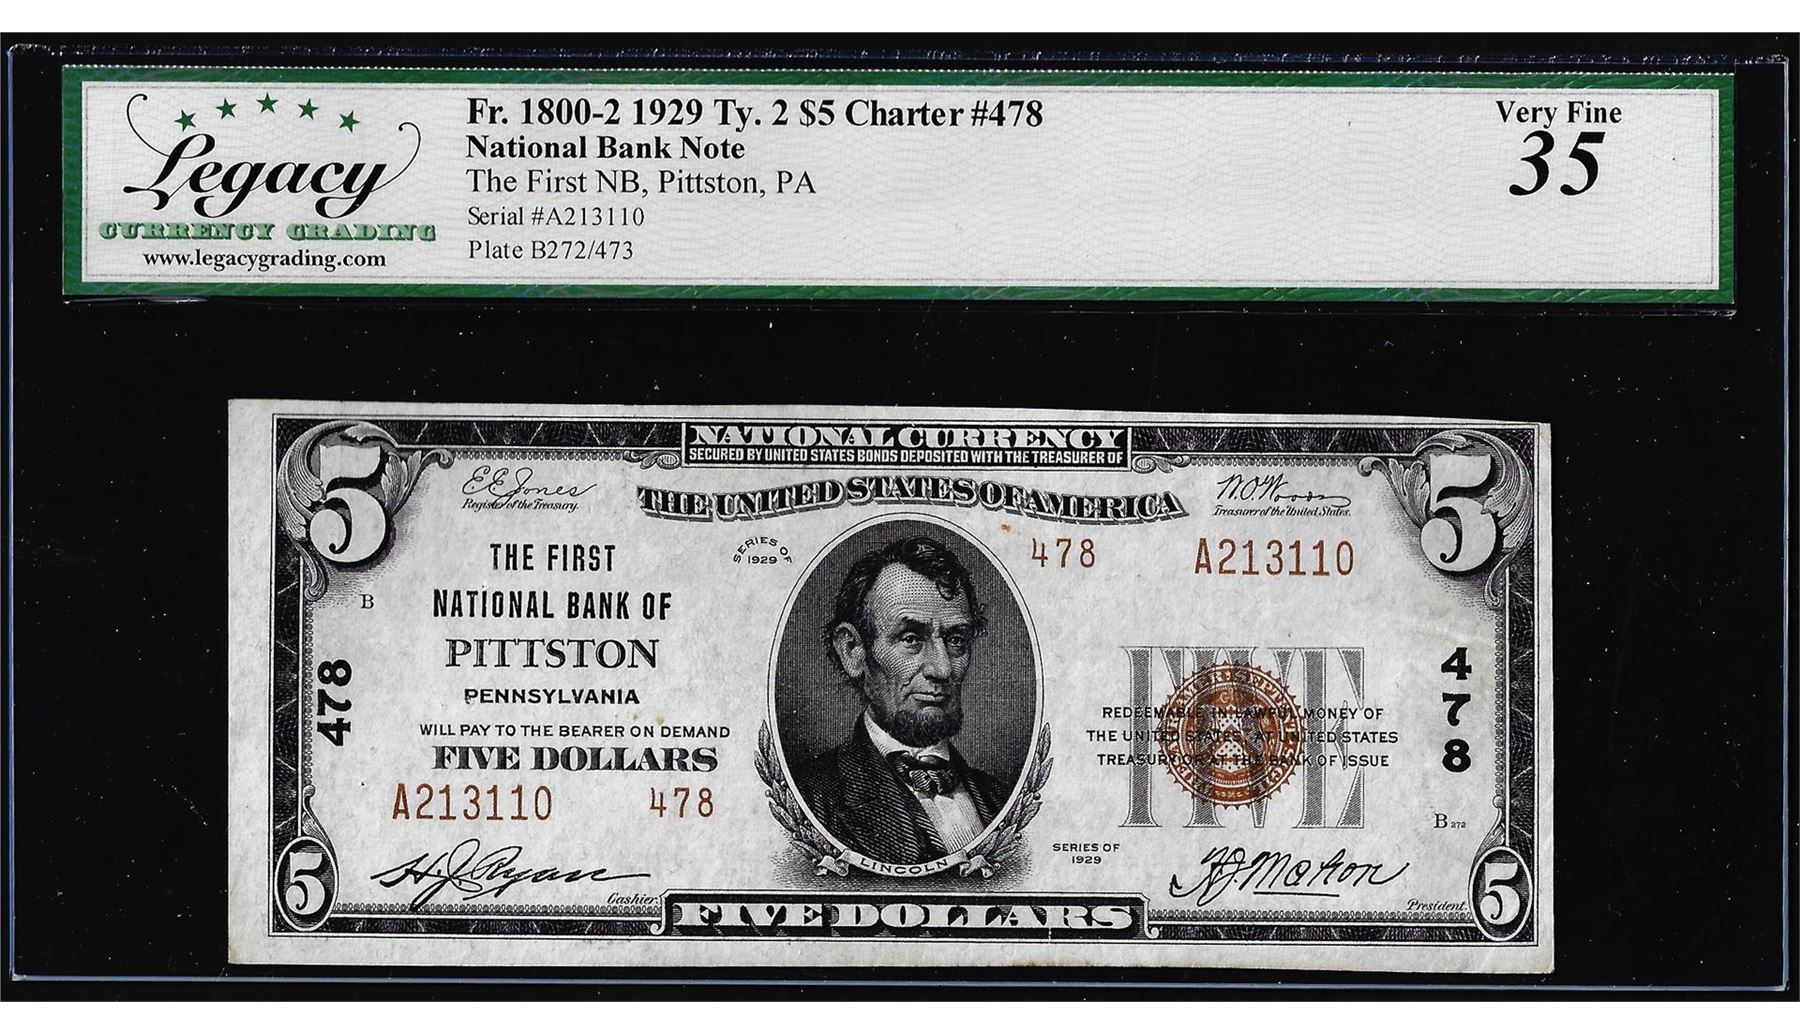 Legacy
CURRENCY GRADING
www.legacygrading.com
Fr. 1800-2 1929 Ty. 2 $5 Charter #478
National Bank Note
The First NB, Pittston, PA
Serial #A213110
Plate B272/473
Very Fine
35
NATIONAL CURRENCY
SECURED BY UNITED STATES BONDS DEPOSITED WITH THE TREASURER OF
THE UNITED STATES OF AMERICA
5
5
E E Jones
Register of the Treasury.
W. O. Woods
Treasurer of the United States.
THE FIRST
NATIONAL BANK OF
PITTSTON
PENNSYLVANIA
WILL PAY TO THE BEARER ON DEMAND
FIVE DOLLARS
B
SERIES OF
1929
478
A213110
478
478
A213110
478
FIVE
REDEEMABLE IN LAWFUL MONEY OF
THE UNITED STATES AT UNITED STATES
TREASURY OR AT THE BANK OF ISSUE
B 272
SERIES OF
1929
LINCOLN
H. J. Ryan
Cashier.
W. J. Mahon
President.
5
FIVE DOLLARS
5